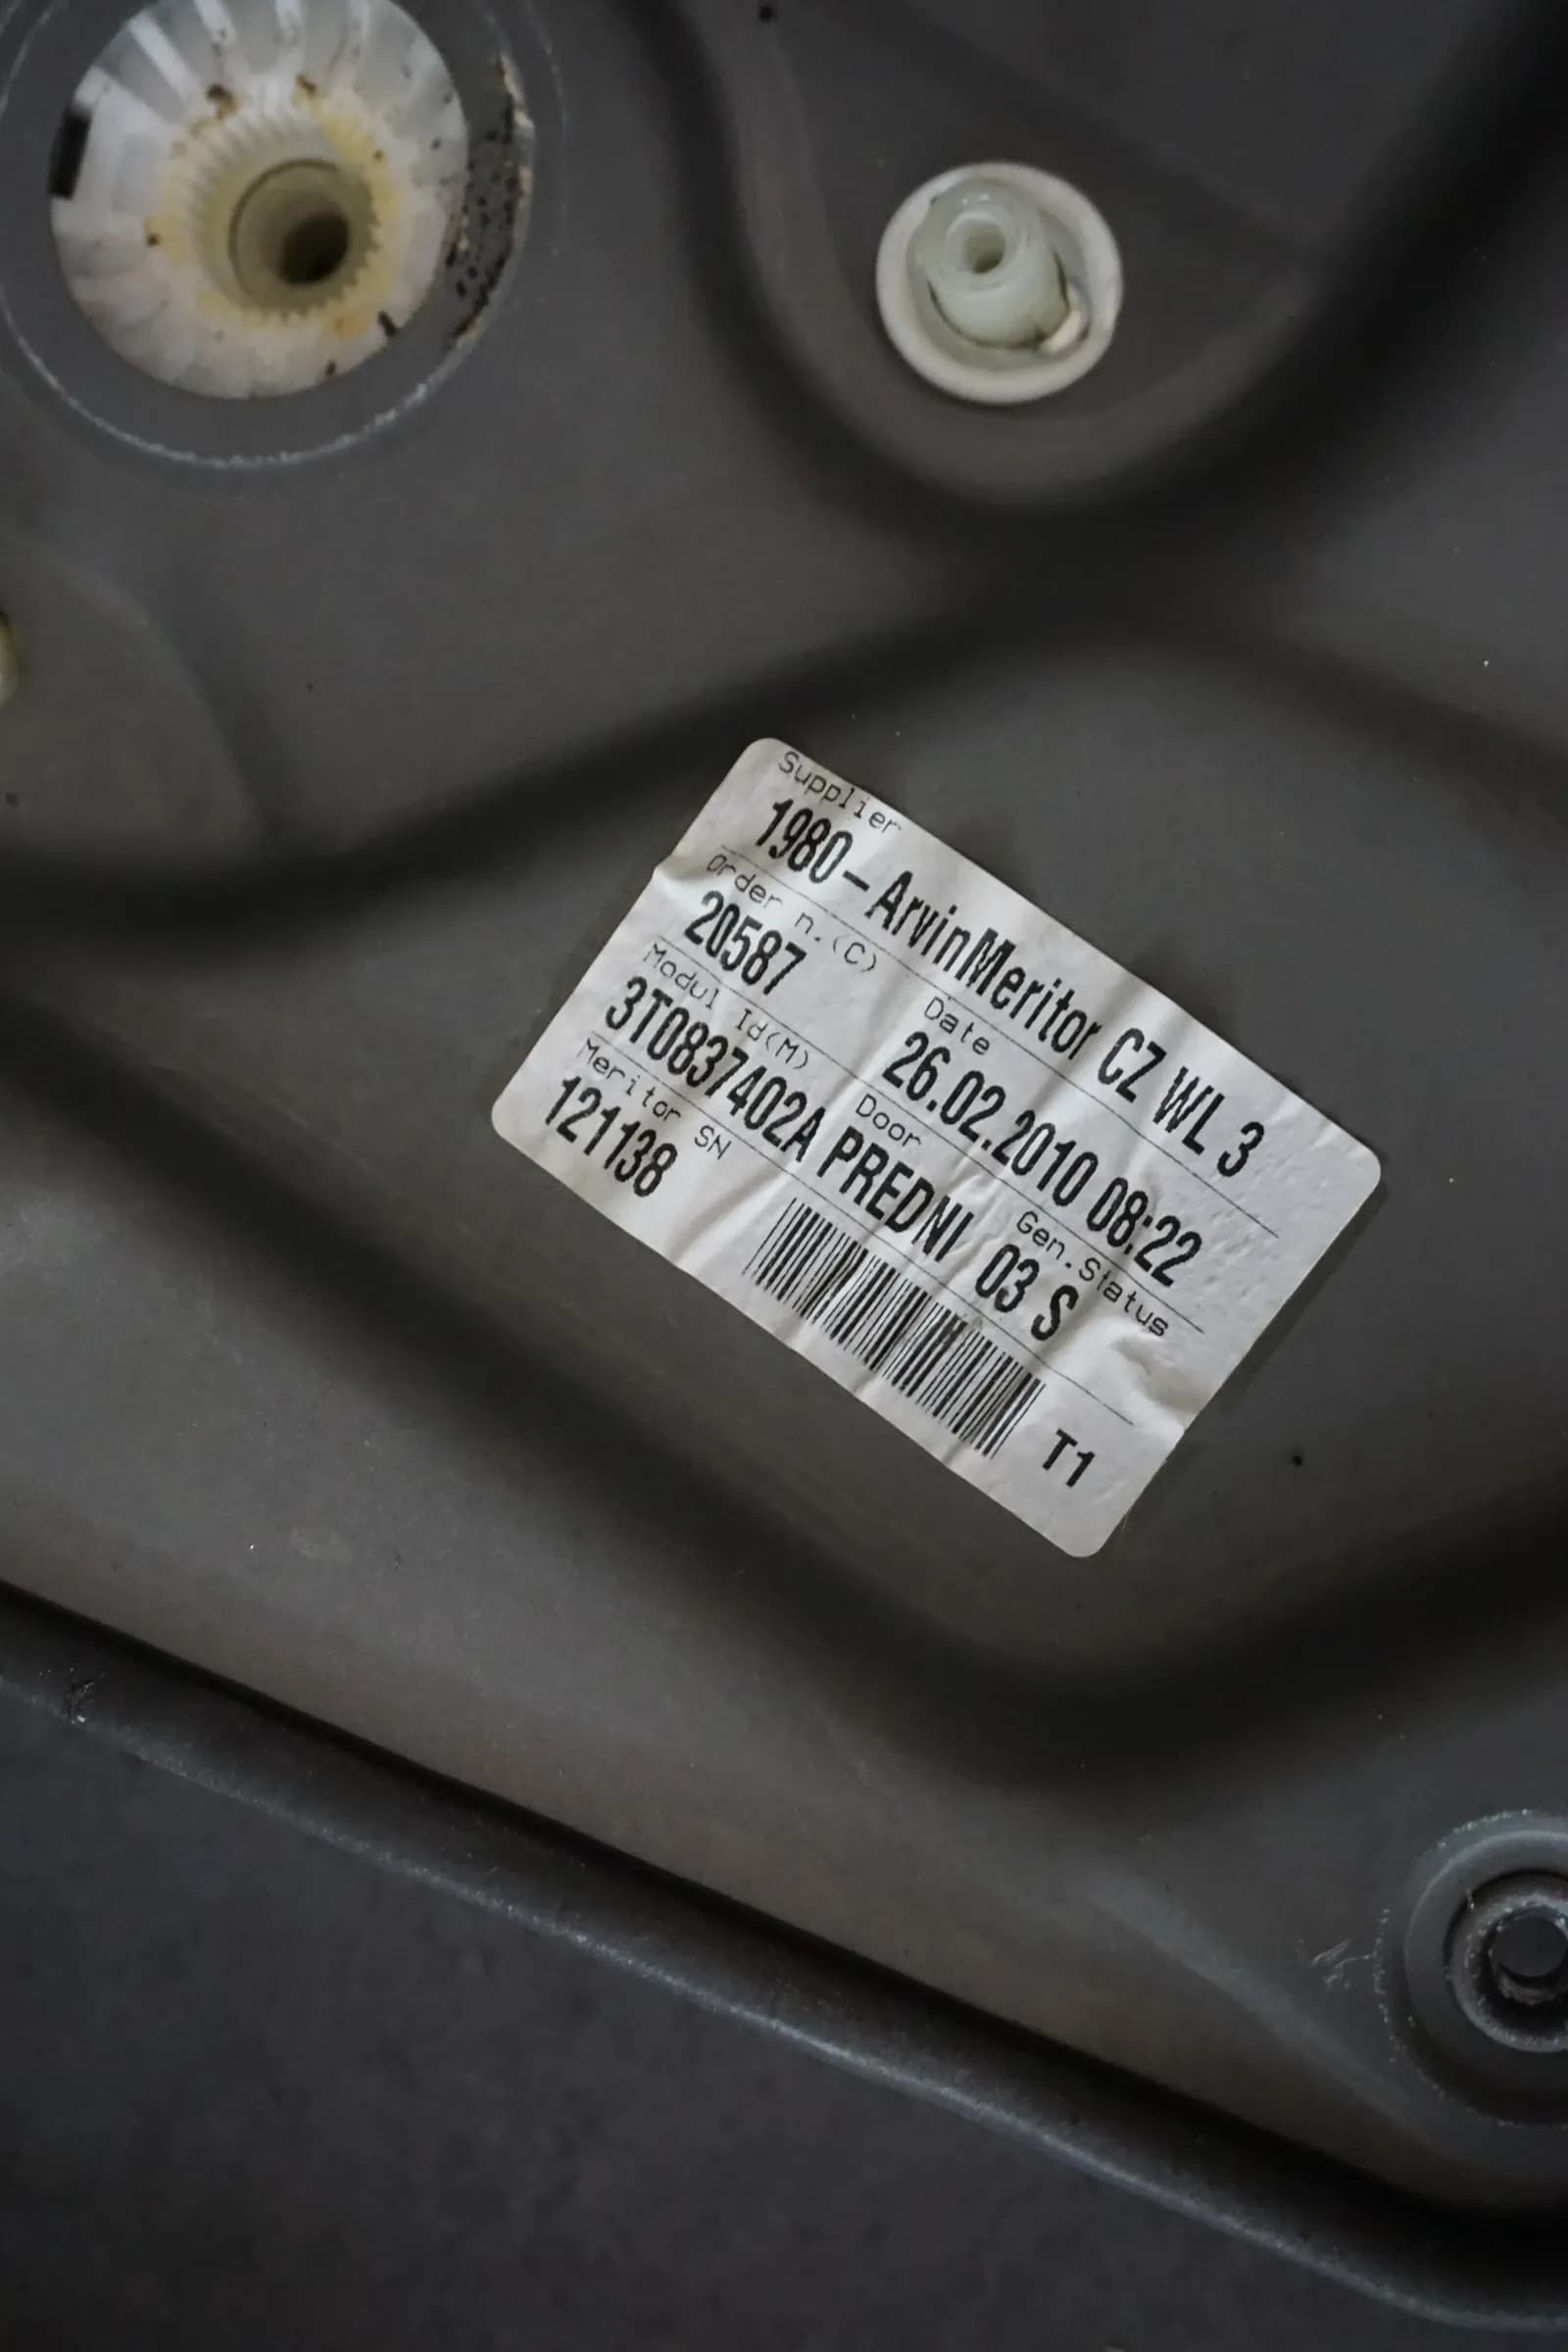 Supplier
1980-ArvinMeritor CZ WL 3
Order n.(C) Date
20587 26.02.2010 08:22
Modul Id(M) Door Gen.Status
3T0837402A PREDNI 03 S
Meritor SN
121138
T1